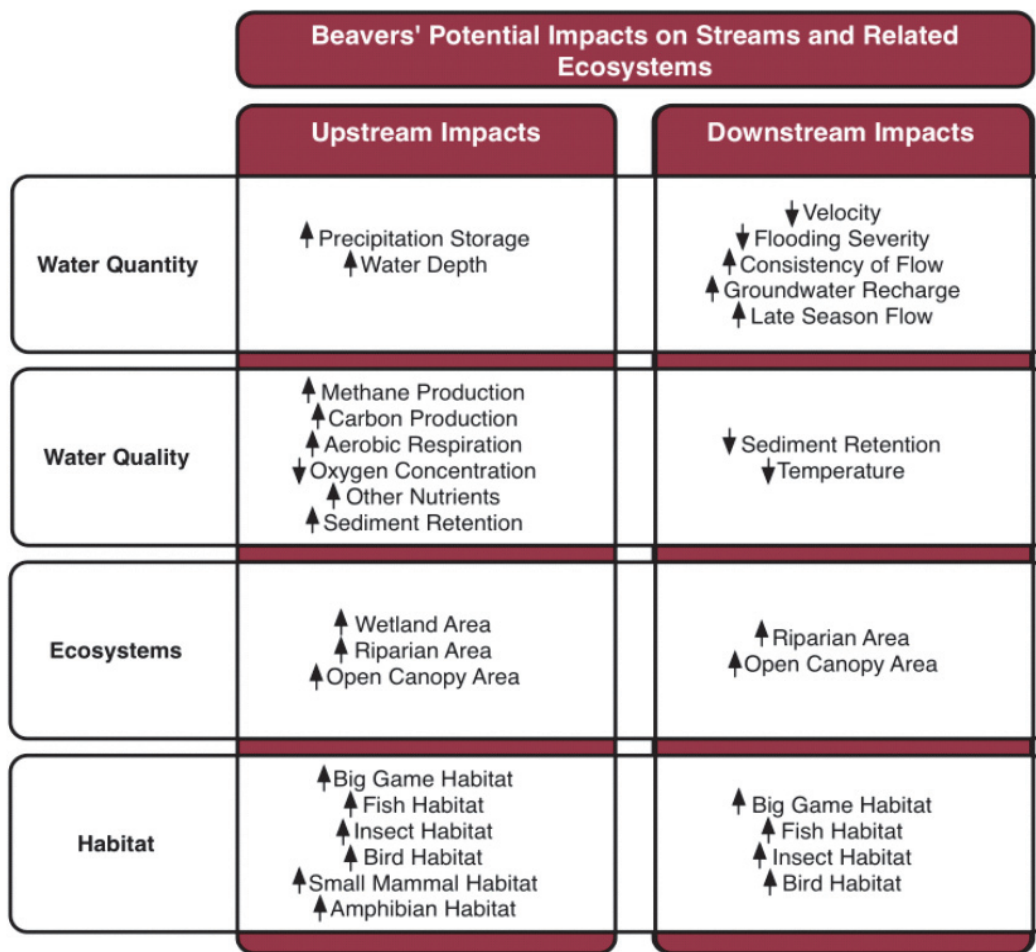 Beavers' Potential Impacts on Streams and Related
Ecosystems
Upstream Impacts
Downstream Impacts
Water Quantity
↑ Precipitation Storage
↑ Water Depth
↓ Velocity
↓ Flooding Severity
↑ Consistency of Flow
↑ Groundwater Recharge
↑ Late Season Flow
Water Quality
↑ Methane Production
↑ Carbon Production
↑ Aerobic Respiration
↓ Oxygen Concentration
↑ Other Nutrients
↑ Sediment Retention
↓ Sediment Retention
↓ Temperature
Ecosystems
↑ Wetland Area
↑ Riparian Area
↑ Open Canopy Area
↑ Riparian Area
↑ Open Canopy Area
Habitat
↑ Big Game Habitat
↑ Fish Habitat
↑ Insect Habitat
↑ Bird Habitat
↑ Small Mammal Habitat
↑ Amphibian Habitat
↑ Big Game Habitat
↑ Fish Habitat
↑ Insect Habitat
↑ Bird Habitat